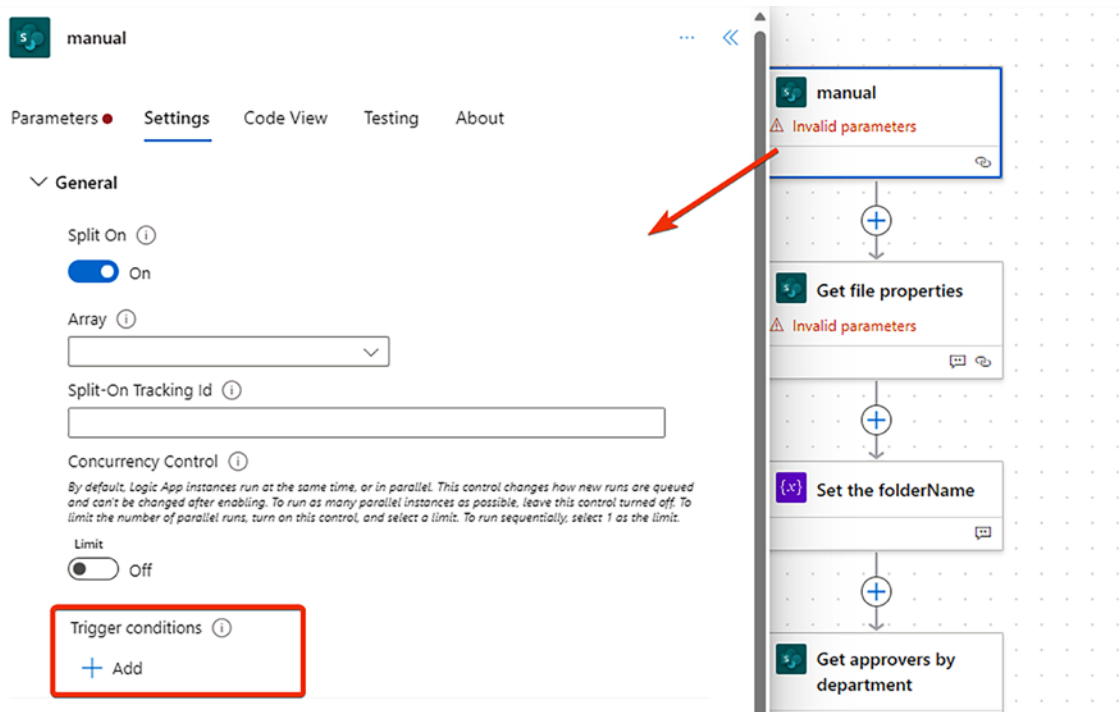 manual
Parameters
Settings
Code View
Testing
About
General
Split On
On
Array
Split-On Tracking Id
Concurrency Control
By default, Logic App instances run at the same time, or in parallel. This control changes how new runs are queued
and can't be changed after enabling. To run as many parallel instances as possible, leave this control turned off. To
limit the number of parallel runs, turn on this control, and select a limit. To run sequentially, select 1 as the limit.
Limit
Off
Trigger conditions
Add
manual
Invalid parameters
Get file properties
Invalid parameters
Set the folderName
Get approvers by
department